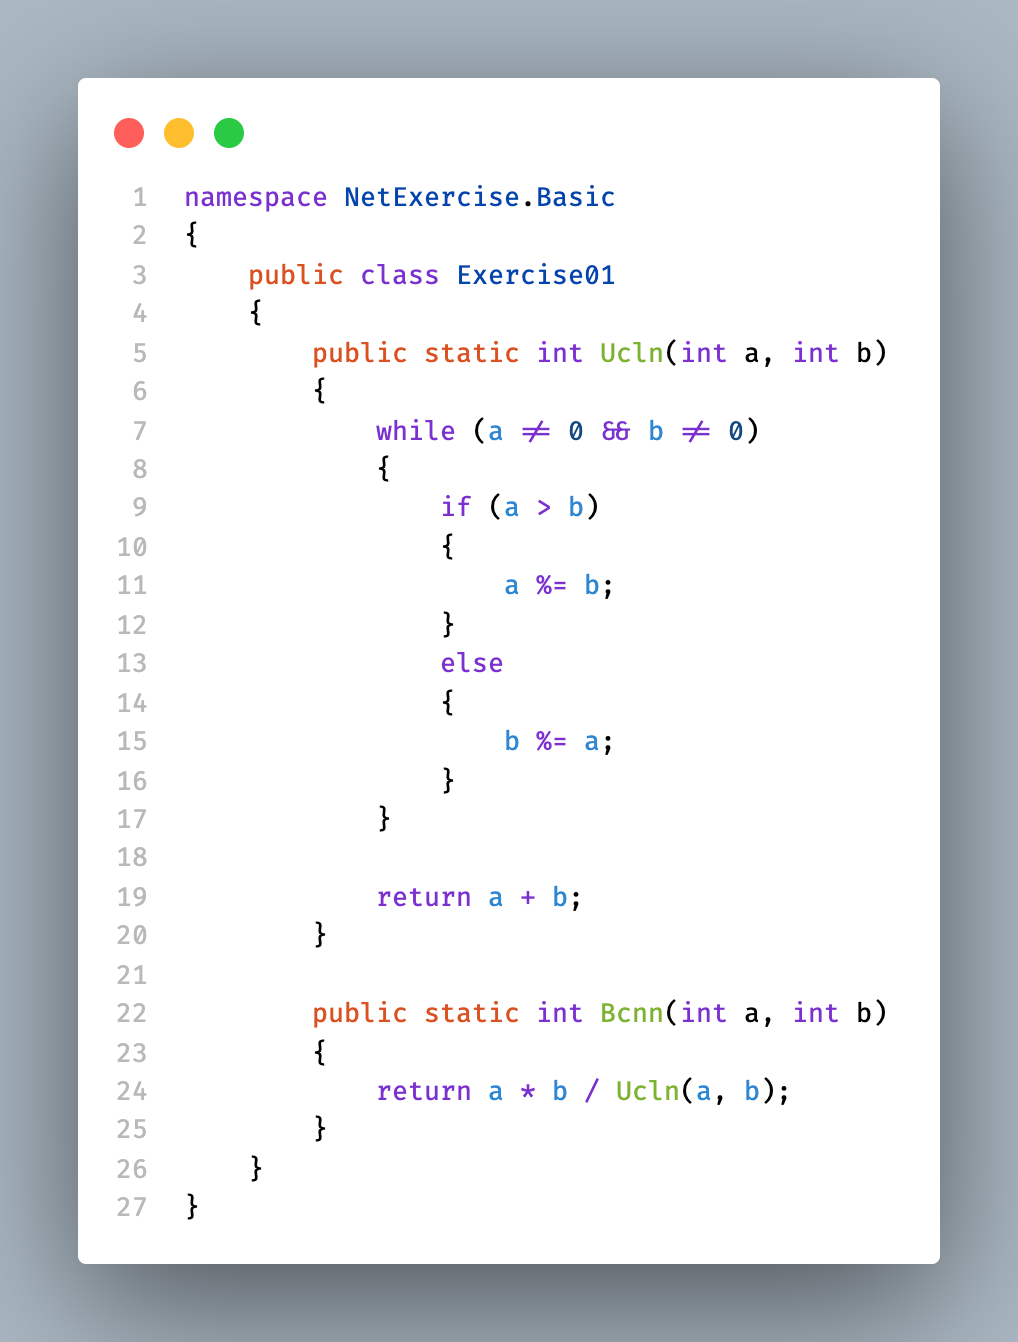 1 namespace NetExercise.Basic
2 {
3     public class Exercise01
4     {
5         public static int Ucln(int a, int b)
6         {
7             while (a != 0 && b != 0)
8             {
9                 if (a > b)
10                 {
11                     a %= b;
12                 }
13                 else
14                 {
15                     b %= a;
16                 }
17             }
18
19             return a + b;
20         }
21
22         public static int Bcnn(int a, int b)
23         {
24             return a * b / Ucln(a, b);
25         }
26     }
27 }